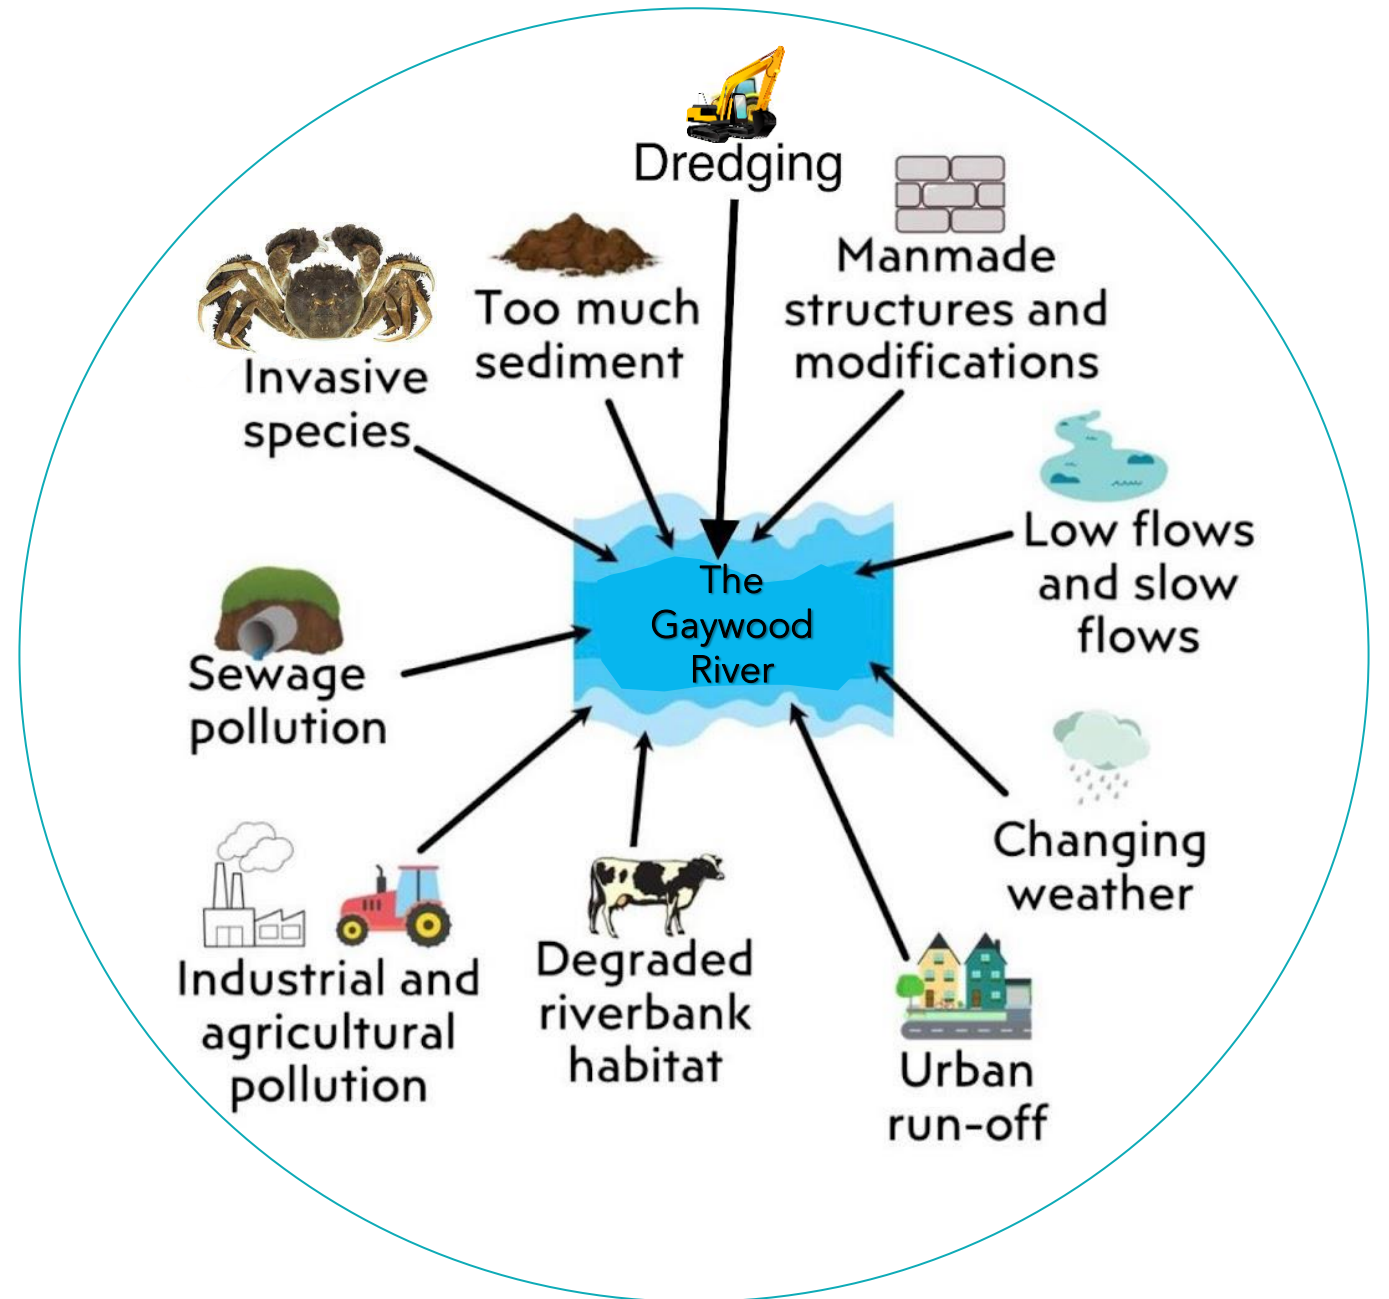 Dredging
Manmade
structures and
modifications
Too much
sediment
Invasive
species
Low flows
and slow
flows
The
Gaywood
River
Sewage
pollution
Changing
weather
Industrial and
agricultural
pollution
Degraded
riverbank
habitat
Urban
run-off